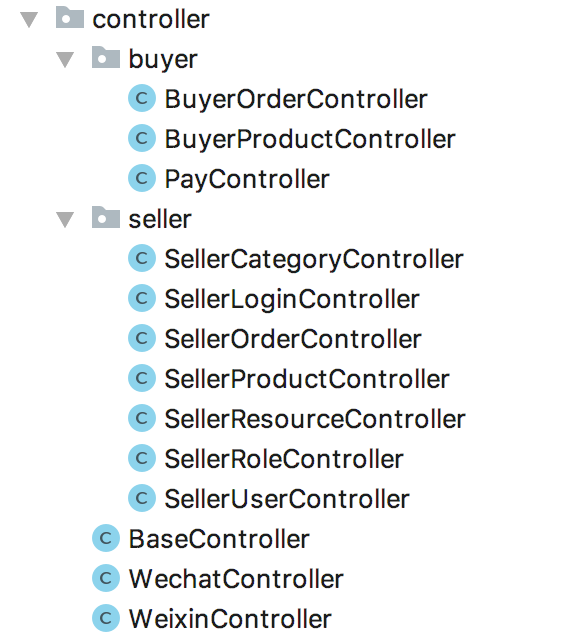 controller
buyer
C BuyerOrderController
C BuyerProductController
C PayController
seller
C SellerCategoryController
C SellerLoginController
C SellerOrderController
C SellerProductController
C SellerResourceController
C SellerRoleController
C SellerUserController
C BaseController
C WechatController
C WeixinController